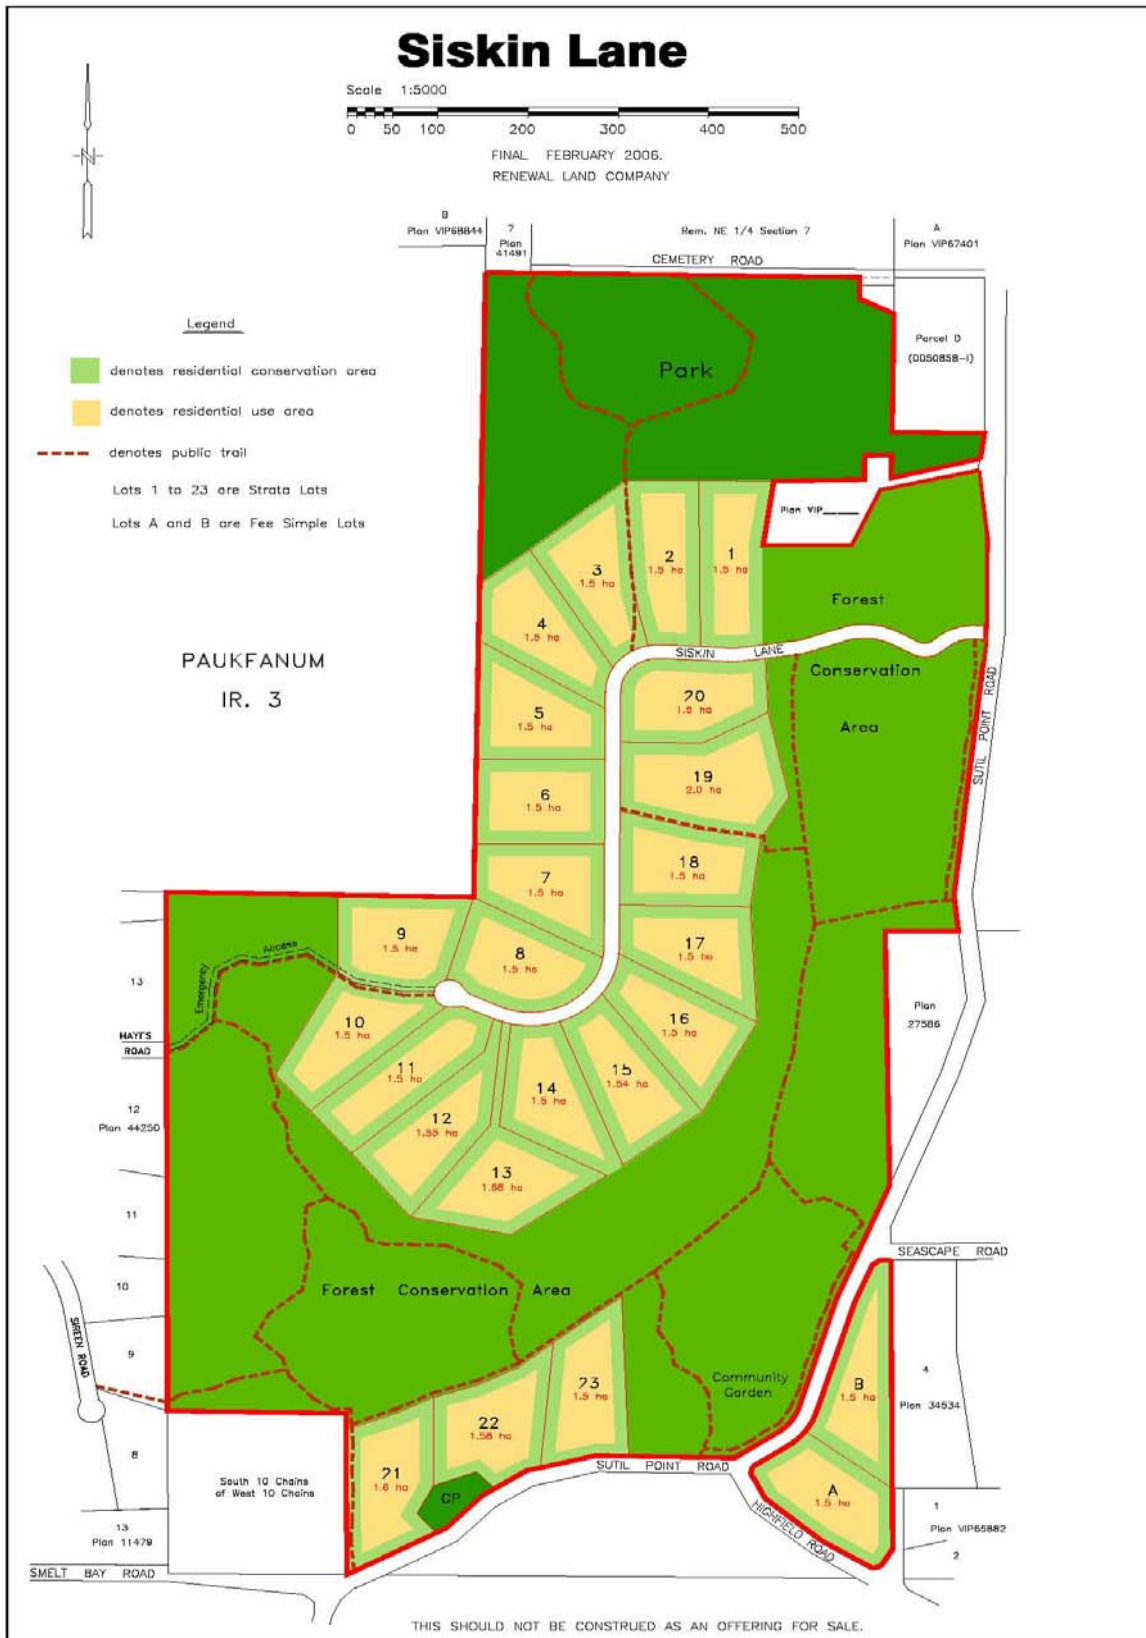 Siskin Lane
Scale 1:5000
0 50 100 200 300 400 500
FINAL FEBRUARY 2006.
RENEWAL LAND COMPANY
B
Plan VIP68844
7
Plan
41491
Rem. NE 1/4 Section 7
A
Plan VIP67401
CEMETERY ROAD
Legend
denotes residential conservation area
denotes residential use area
denotes public trail
Lots 1 to 23 are Strata Lots
Lots A and B are Fee Simple Lots
Parcel D
(DD50858-I)
Park
Plan VIP_____
PAUKFANUM
IR. 3
1
1.5 ha
2
1.5 ha
3
1.5 ha
4
1.5 ha
5
1.5 ha
6
1.5 ha
7
1.5 ha
8
1.5 ha
9
1.5 ha
10
1.5 ha
11
1.5 ha
12
1.55 ha
13
1.68 ha
14
1.5 ha
15
1.54 ha
16
1.5 ha
17
1.5 ha
18
1.5 ha
19
2.0 ha
20
1.5 ha
SISKIN LANE
Forest
Conservation
Area
SUTIL POINT ROAD
Emergency Access
13
HAYES
ROAD
12
Plan 44250
11
10
9
8
SIREEN ROAD
Plan
27586
SEASCAPE ROAD
Forest Conservation Area
Community
Garden
21
1.6 ha
22
1.58 ha
23
1.5 ha
CP
B
1.5 ha
A
1.5 ha
4
Plan 34534
South 10 Chains
of West 10 Chains
SUTIL POINT ROAD
HIGHFIELD ROAD
1
Plan VIP65882
2
13
Plan 11479
SMELT BAY ROAD
THIS SHOULD NOT BE CONSTRUED AS AN OFFERING FOR SALE.